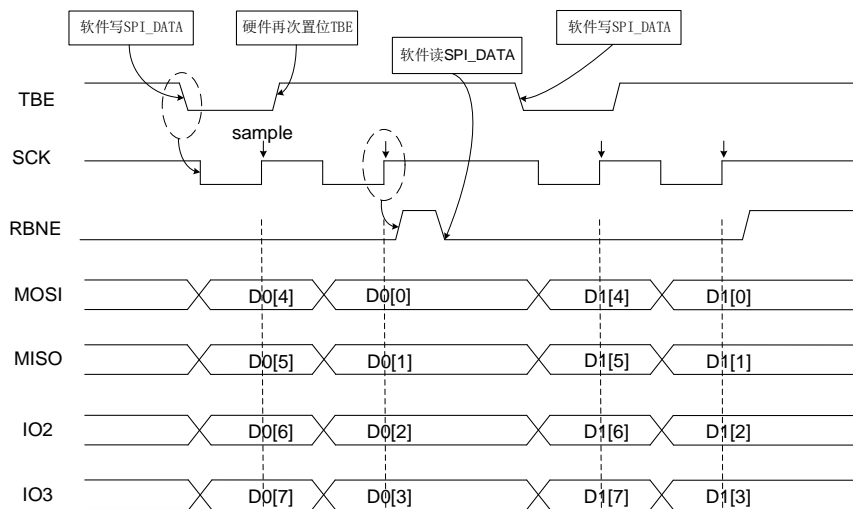 软件写SPI_DATA
硬件再次置位TBE
软件读SPI_DATA
软件写SPI_DATA
TBE
sample
SCK
RBNE
MOSI D0[4] D0[0] D1[4] D1[0]
MISO D0[5] D0[1] D1[5] D1[1]
IO2 D0[6] D0[2] D1[6] D1[2]
IO3 D0[7] D0[3] D1[7] D1[3]